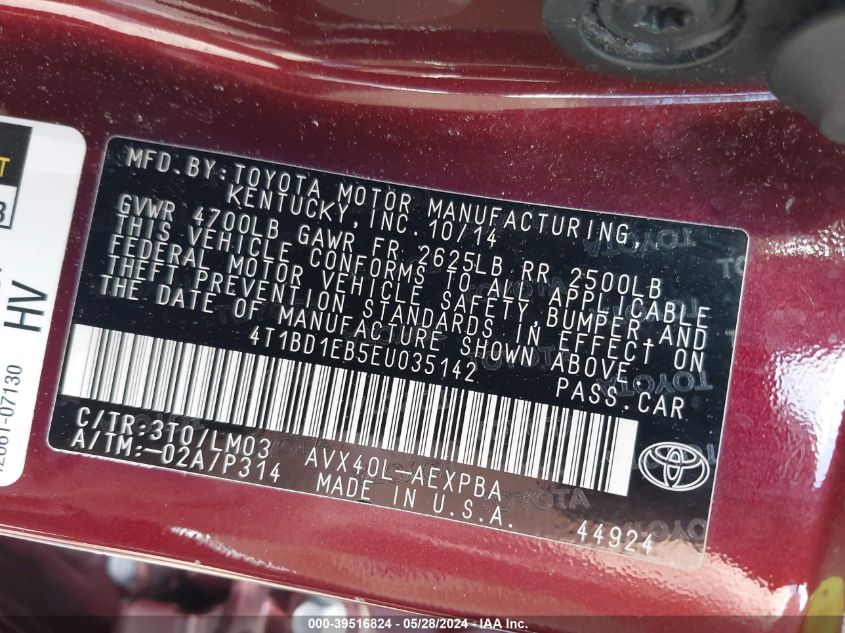 MFD. BY: TOYOTA MOTOR MANUFACTURING,
KENTUCKY, INC. 10/14
GVWR 4700LB GAWR FR 2625LB RR 2500LB
THIS VEHICLE CONFORMS TO ALL APPLICABLE
FEDERAL MOTOR VEHICLE SAFETY, BUMPER, AND
THEFT PREVENTION STANDARDS IN EFFECT ON
THE DATE OF MANUFACTURE SHOWN ABOVE.
4T1BD1EB5EU035142
PASS. CAR
C/TR: 3T0/LM03
A/TM: -02A/P314
AVX40L-AEXPBA
MADE IN U.S.A.
44924
HV
000-39516824 - 05/28/2024 - IAA Inc.